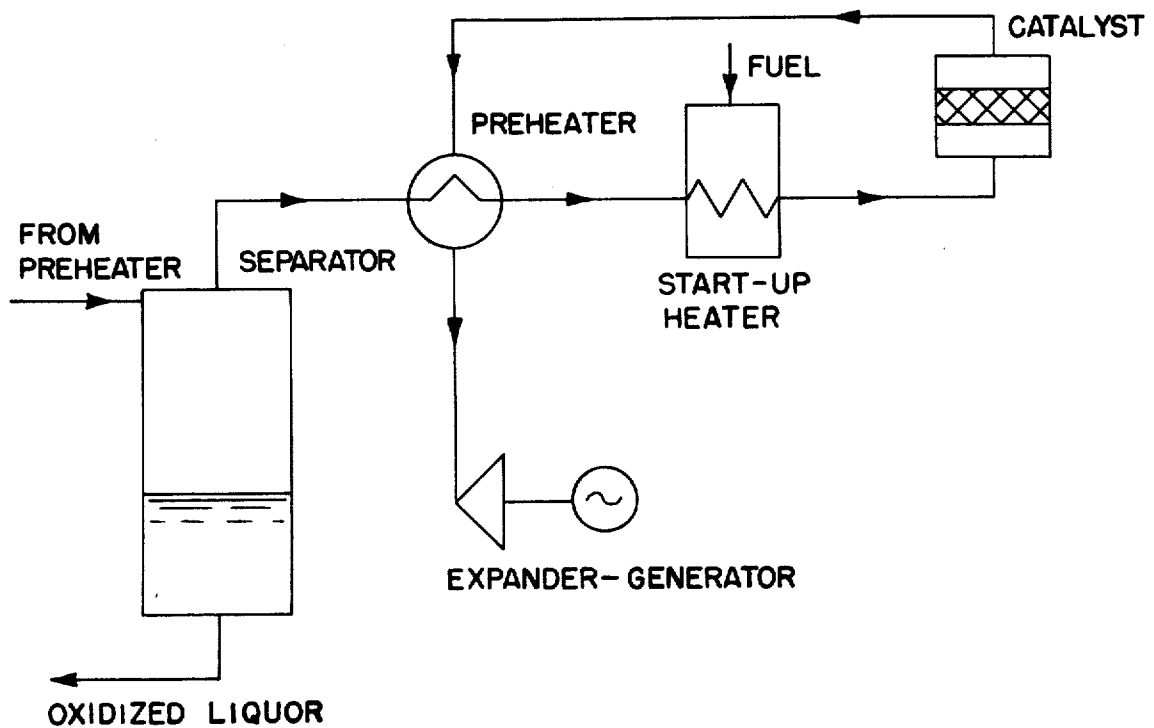 CATALYST
FUEL
PREHEATER
FROM
PREHEATER
SEPARATOR
START-UP
HEATER
EXPANDER-GENERATOR
OXIDIZED LIQUOR